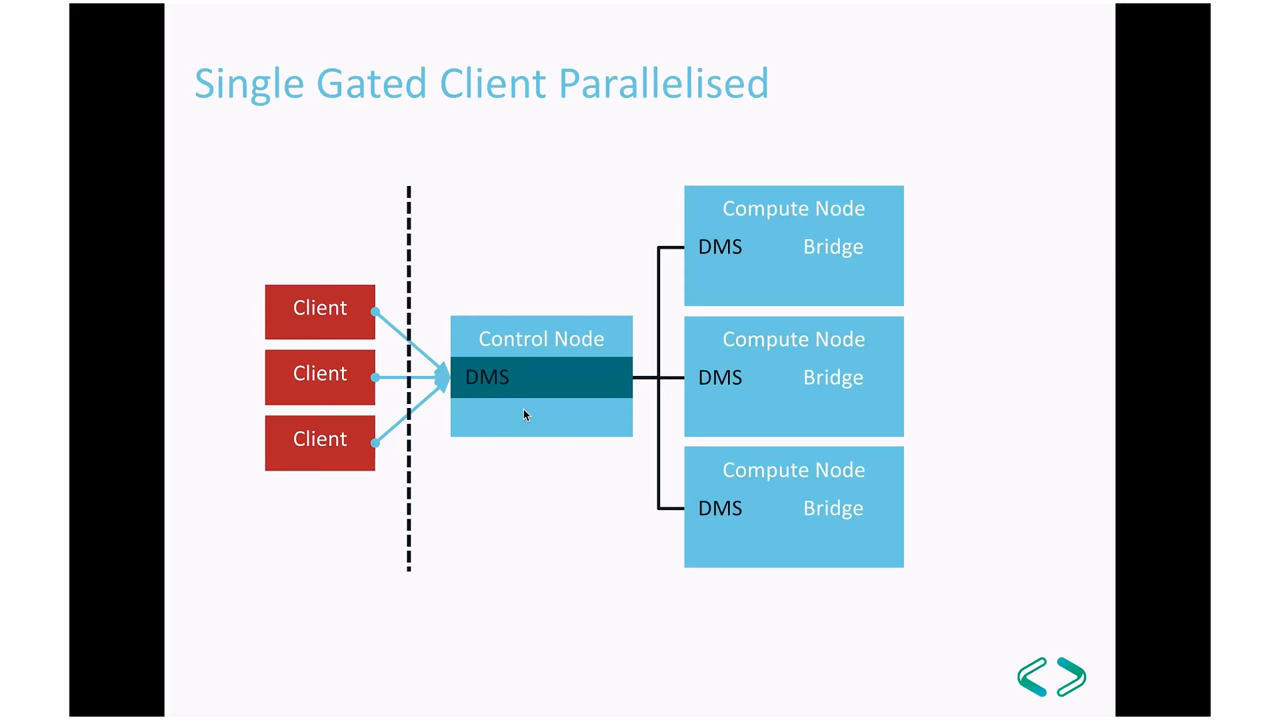 Single Gated Client Parallelised
Client
Client
Client
Control Node
DMS
Compute Node
DMS Bridge
Compute Node
DMS Bridge
Compute Node
DMS Bridge